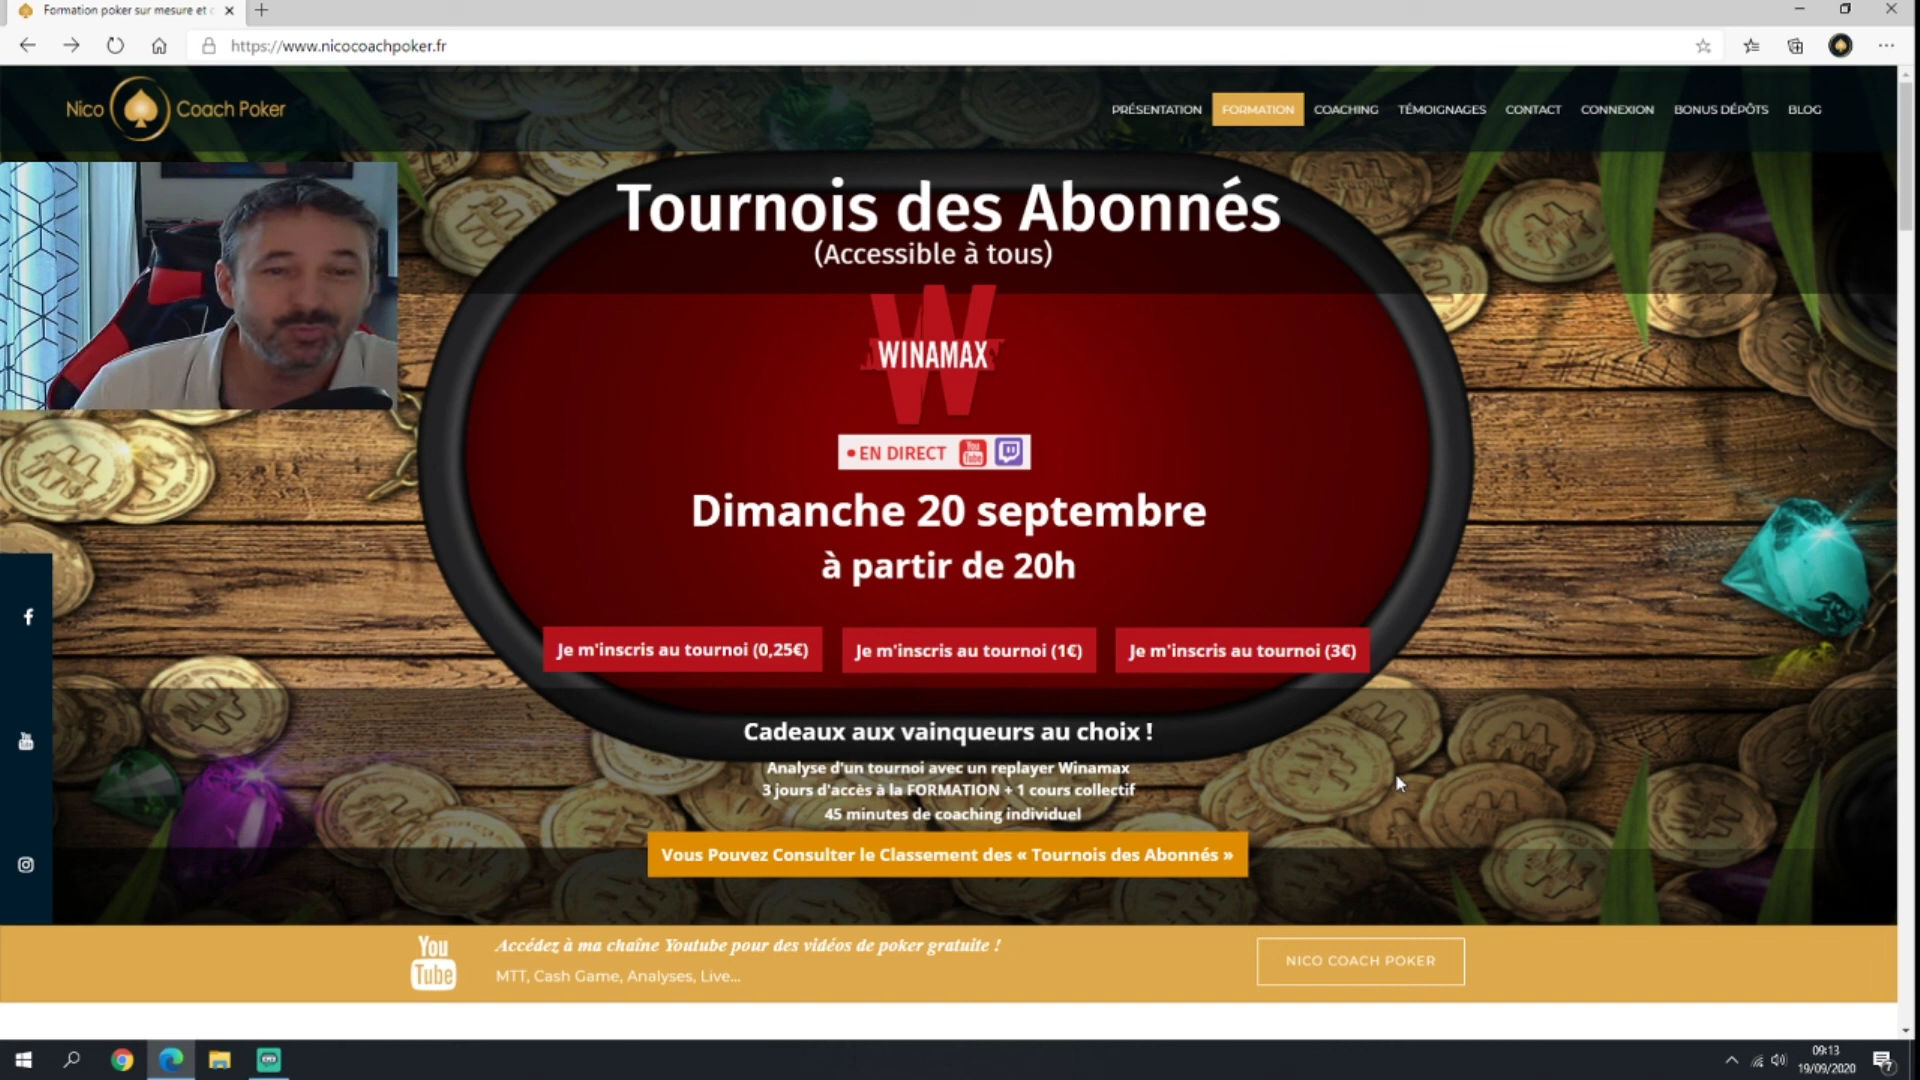 Formation poker sur mesure et c
https://www.nicocoachpoker.fr
Nico Coach Poker
PRÉSENTATION FORMATION COACHING TÉMOIGNAGES CONTACT CONNEXION BONUS DÉPÔTS BLOG
Tournois des Abonnés
(Accessible à tous)
WINAMAX
EN DIRECT You Tube
Dimanche 20 septembre
à partir de 20h
Je m'inscris au tournoi (0,25€) Je m'inscris au tournoi (1€) Je m'inscris au tournoi (3€)
Cadeaux aux vainqueurs au choix !
Analyse d'un tournoi avec un replayer Winamax
3 jours d'accès à la FORMATION + 1 cours collectif
45 minutes de coaching individuel
Vous Pouvez Consulter le Classement des « Tournois des Abonnés »
You Tube
Accédez à ma chaîne Youtube pour des vidéos de poker gratuite !
MTT, Cash Game, Analyses, Live...
NICO COACH POKER
09:13
19/09/2020
7